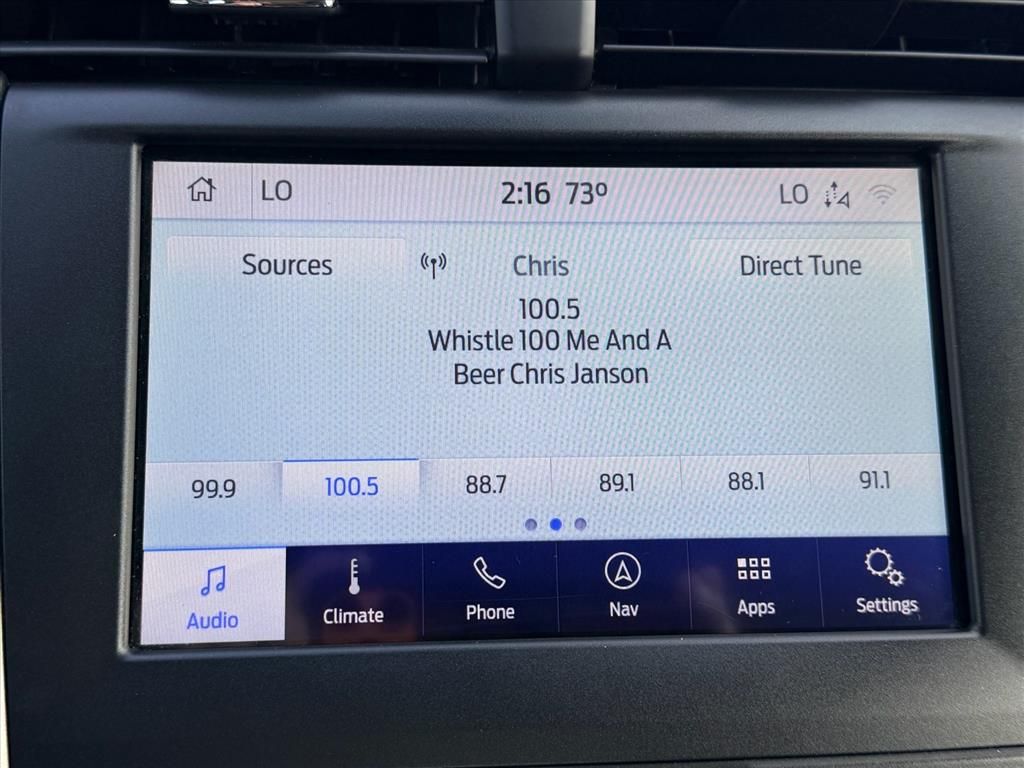 LO 2:16 73° LO
Sources Chris Direct Tune
100.5
Whistle 100 Me And A
Beer Chris Janson
99.9 100.5 88.7 89.1 88.1 91.1
Audio Climate Phone Nav Apps Settings